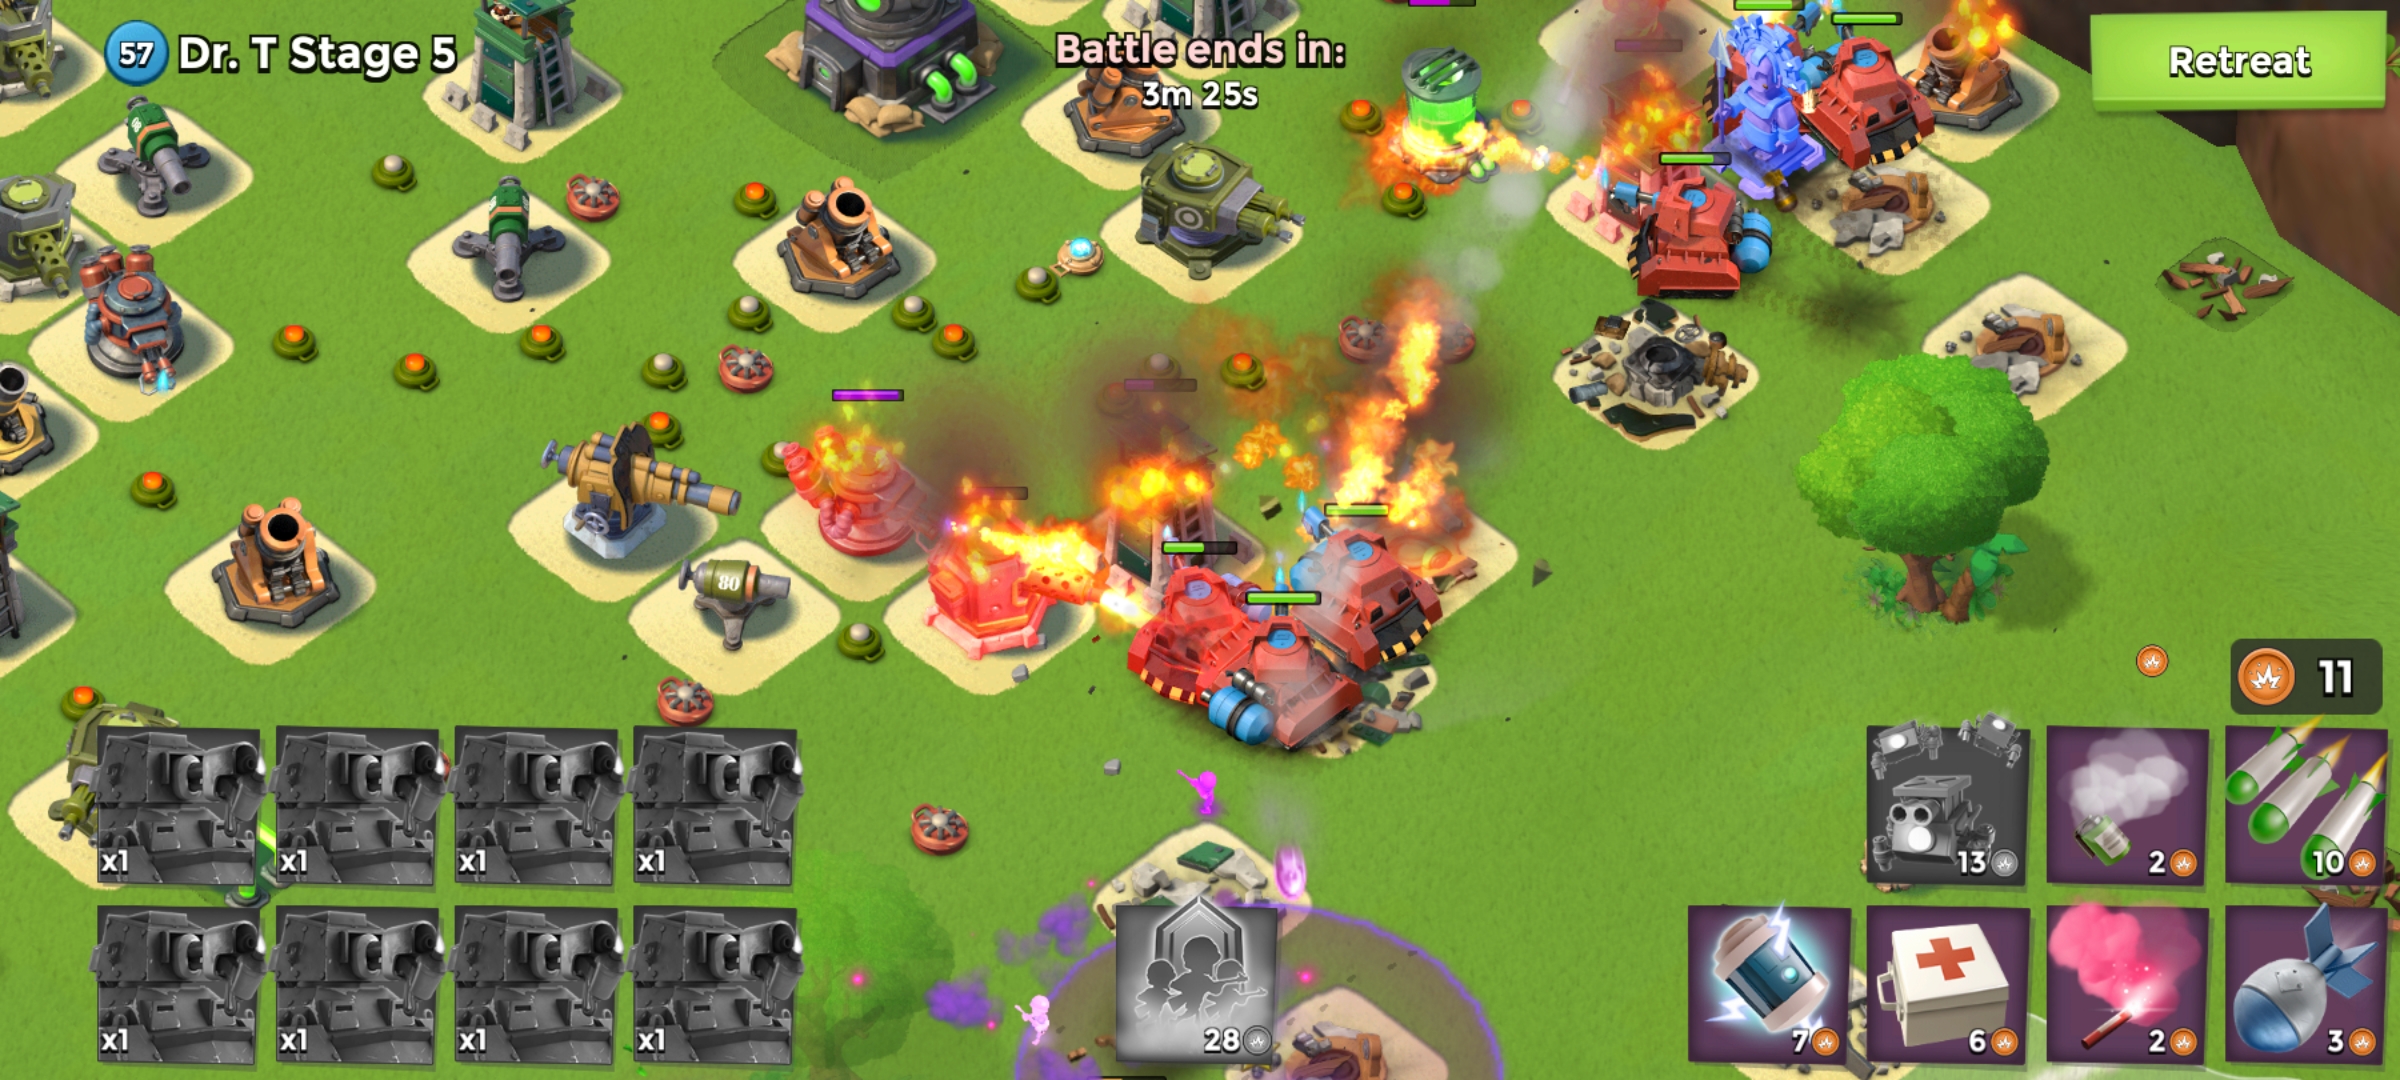 57 Dr. T Stage 5
Battle ends in:
3m 25s
Retreat
80
11
x1 x1 x1 x1
13 2 10
x1 x1 x1 x1
28
7 6 2 3